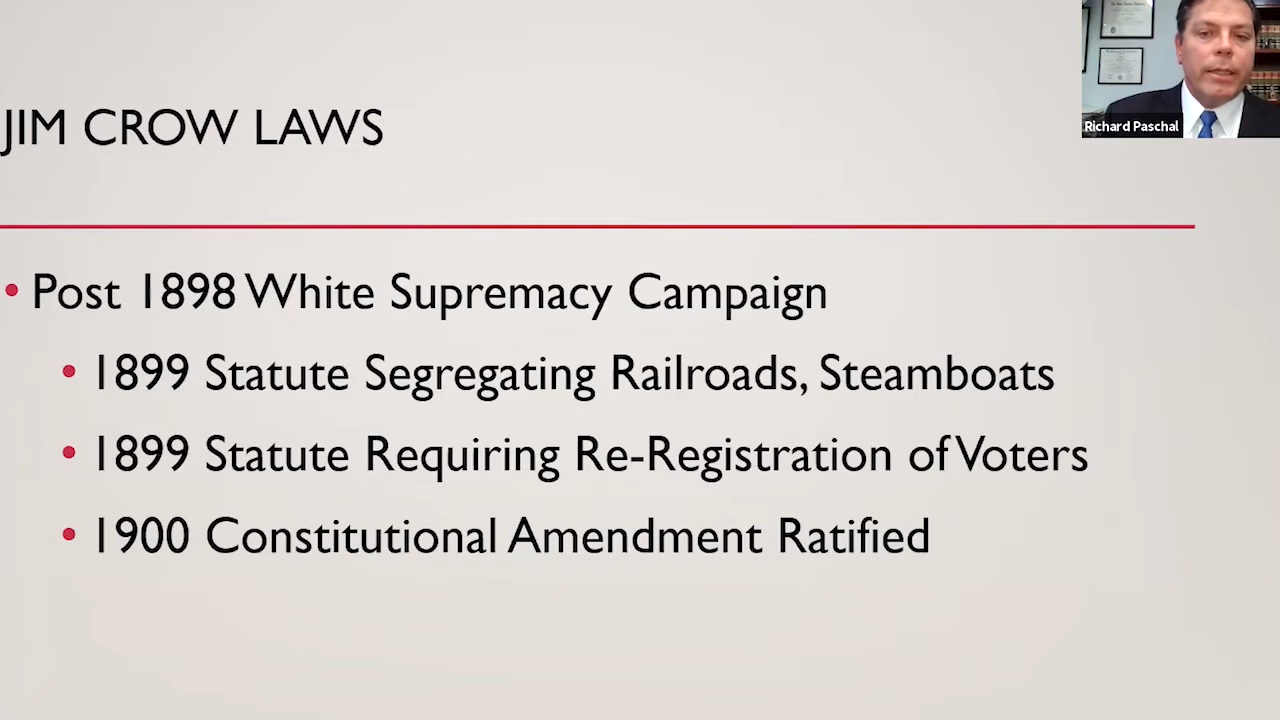 JIM CROW LAWS
Richard Paschal
• Post 1898 White Supremacy Campaign
• 1899 Statute Segregating Railroads, Steamboats
• 1899 Statute Requiring Re-Registration of Voters
• 1900 Constitutional Amendment Ratified